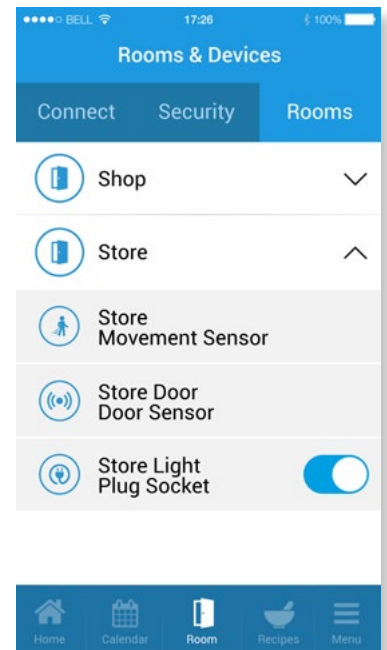 BELL 17:26 100%
Rooms & Devices
Connect Security Rooms
Shop
Store
Store
Movement Sensor
Store Door
Door Sensor
Store Light
Plug Socket
Home Calendar Room Recipes Menu